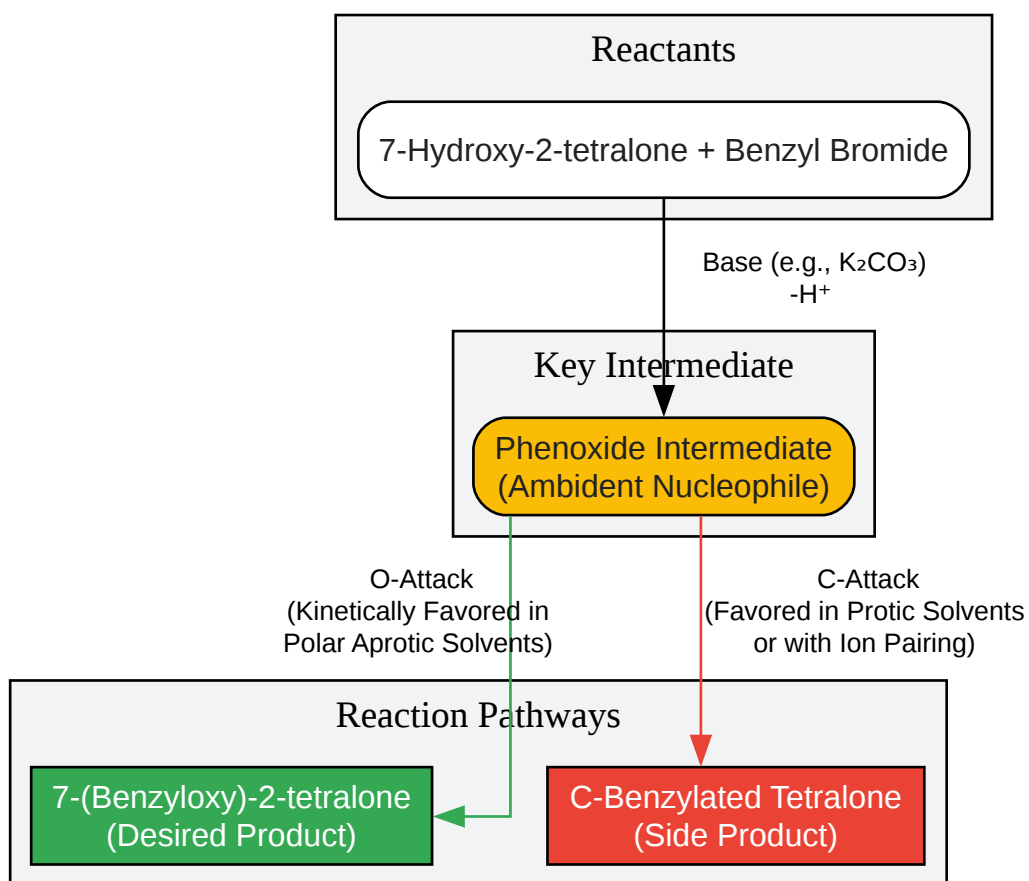 Reactants
7-Hydroxy-2-tetralone + Benzyl Bromide
Base (e.g., K₂CO₃)
-H⁺
Key Intermediate
Phenoxide Intermediate
(Ambident Nucleophile)
O-Attack
(Kinetically Favored in
Polar Aprotic Solvents)
C-Attack
(Favored in Protic Solvents
or with Ion Pairing)
Reaction Pathways
7-(Benzyloxy)-2-tetralone
(Desired Product)
C-Benzylated Tetralone
(Side Product)